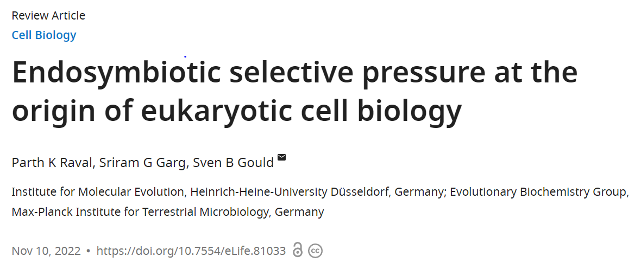 Review Article
Cell Biology
Endosymbiotic selective pressure at the
origin of eukaryotic cell biology
Parth K Raval, Sriram G Garg, Sven B Gould
Institute for Molecular Evolution, Heinrich-Heine-University Düsseldorf, Germany; Evolutionary Biochemistry Group,
Max-Planck Institute for Terrestrial Microbiology, Germany
Nov 10, 2022 • https://doi.org/10.7554/eLife.81033 cc